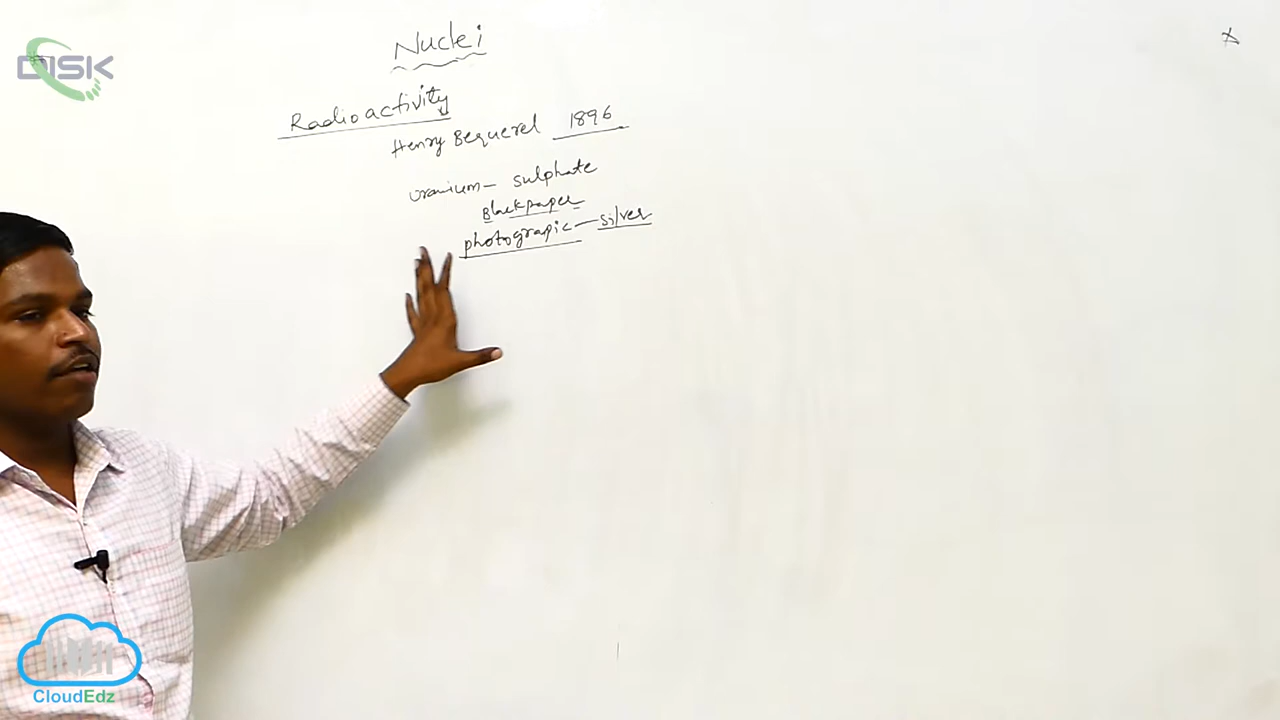 Nuclei
DISK
Radioactivity
Henry Bequerel 1896
uranium - sulphate
Blackpaper
photograpic - silver
CloudEdz